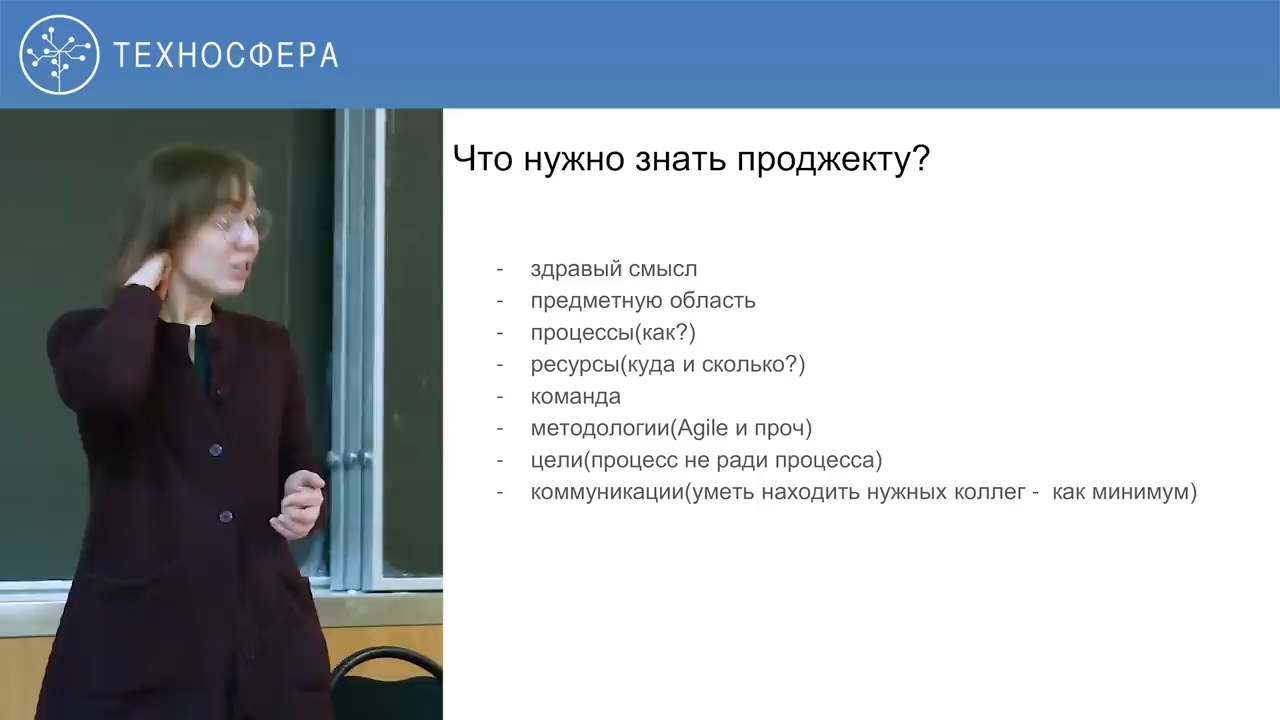 ТЕХНОСФЕРА
Что нужно знать проджекту?
- здравый смысл
- предметную область
- процессы(как?)
- ресурсы(куда и сколько?)
- команда
- методологии(Agile и проч)
- цели(процесс не ради процесса)
- коммуникации(уметь находить нужных коллег - как минимум)